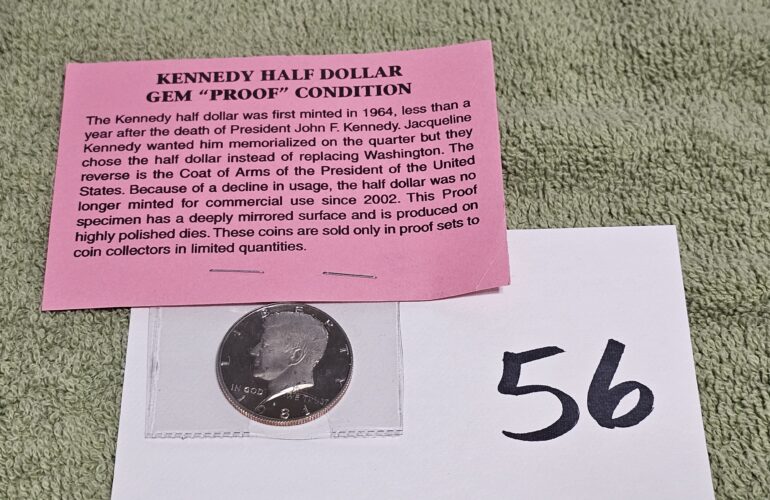 KENNEDY HALF DOLLAR
GEM “PROOF” CONDITION
The Kennedy half dollar was first minted in 1964, less than a
year after the death of President John F. Kennedy. Jacqueline
Kennedy wanted him memorialized on the quarter but they
chose the half dollar instead of replacing Washington. The
reverse is the Coat of Arms of the President of the United
States. Because of a decline in usage, the half dollar was no
longer minted for commercial use since 2002. This Proof
specimen has a deeply mirrored surface and is produced on
highly polished dies. These coins are sold only in proof sets to
coin collectors in limited quantities.
LIBERTY
IN GOD WE TRUST
1981
56